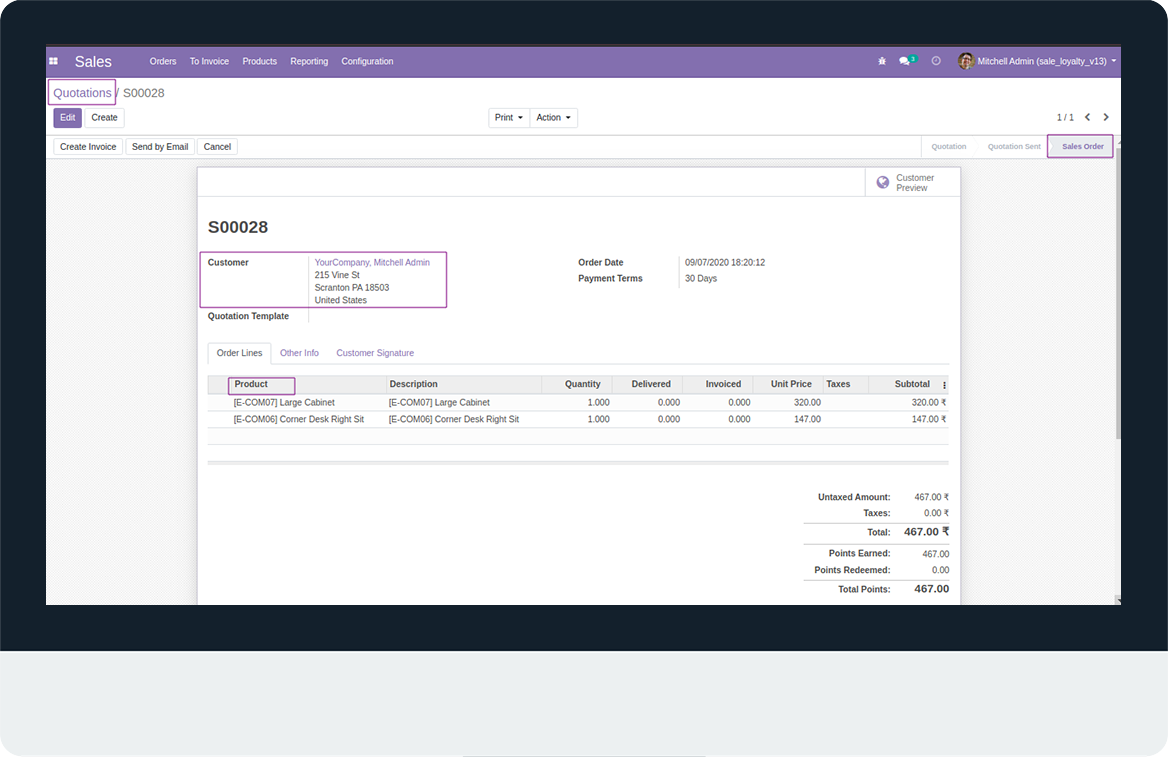 Sales Orders To Invoice Products Reporting Configuration 3 Mitchell Admin (sale_loyalty_v13)
Quotations / S00028
Edit Create Print Action 1 / 1
Create Invoice Send by Email Cancel Quotation Quotation Sent Sales Order
Customer
Preview
S00028
Customer YourCompany, Mitchell Admin Order Date 09/07/2020 18:20:12
215 Vine St Payment Terms 30 Days
Scranton PA 18503
United States
Quotation Template
Order Lines Other Info Customer Signature
Product Description Quantity Delivered Invoiced Unit Price Taxes Subtotal
[E-COM07] Large Cabinet [E-COM07] Large Cabinet 1.000 0.000 0.000 320.00 320.00 ₹
[E-COM06] Corner Desk Right Sit [E-COM06] Corner Desk Right Sit 1.000 0.000 0.000 147.00 147.00 ₹
Untaxed Amount: 467.00 ₹
Taxes: 0.00 ₹
Total: 467.00 ₹
Points Earned: 467.00
Points Redeemed: 0.00
Total Points: 467.00